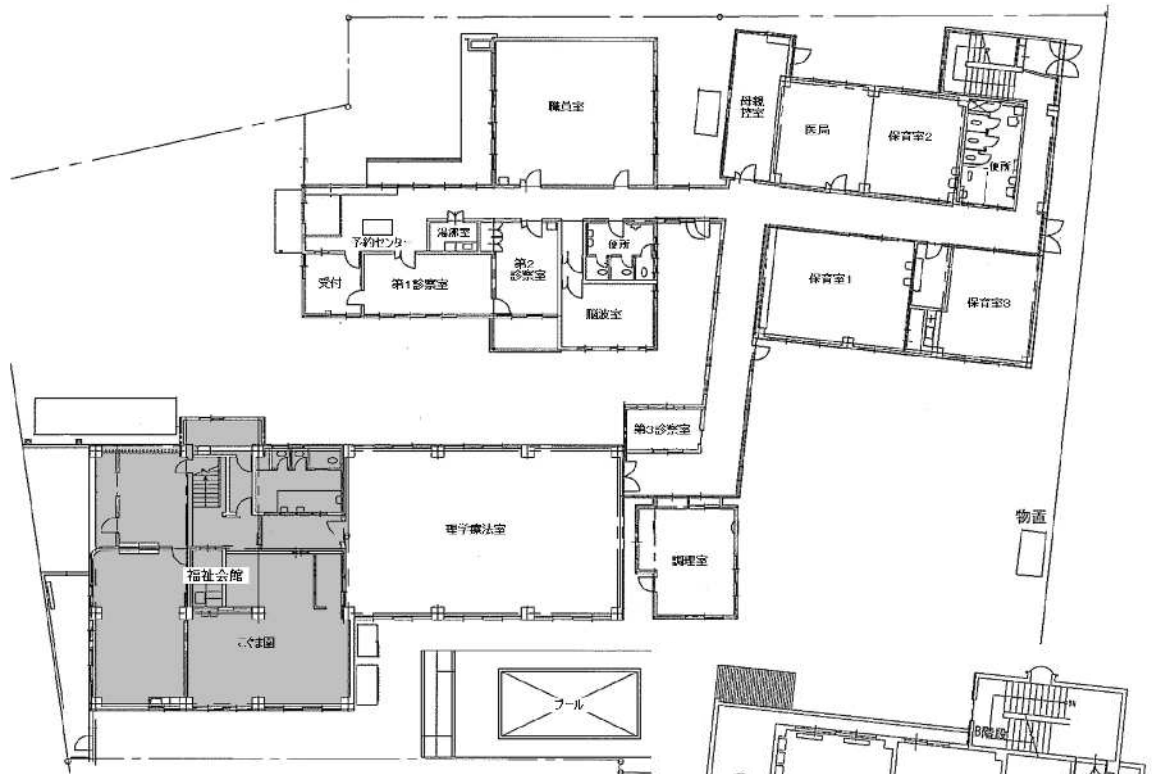 職員室
母親
控室
医局
保育室2
便所
予約センター
湯沸室
第2
診察室
便所
受付
第1診察室
脳波室
保育室1
保育室3
第3診察室
理学療法室
調理室
物置
福祉会館
こぐま園
プール
B階段